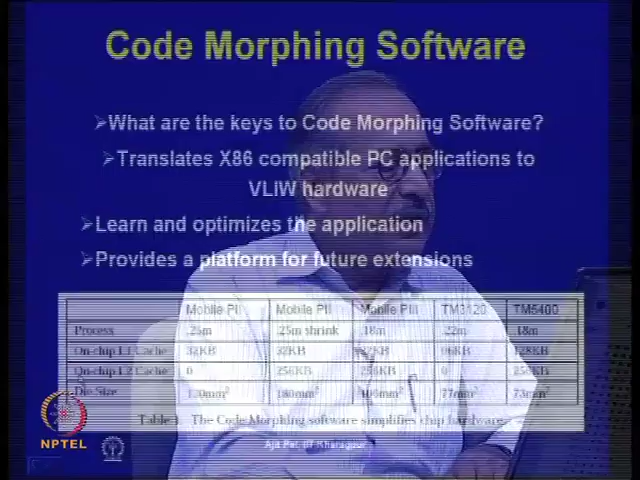 Code Morphing Software
➢What are the keys to Code Morphing Software?
➢Translates X86 compatible PC applications to
VLIW hardware
➢Learn and optimizes the application
➢Provides a platform for future extensions
Mobile PII Mobile PII Mobile PIII TM3120 TM5400
Process .25m .25m shrink .18m .22m .18m
On-chip L1 Cache 32KB 32KB 32KB 96KB 128KB
On-chip L2 Cache 0 256KB 256KB 0 256KB
Die Size 130mm² 180mm² 106mm² 77mm² 73mm²
Table The Code Morphing software simplifies chip hardware
NPTEL
Ajit Pal, IIT Kharagpur